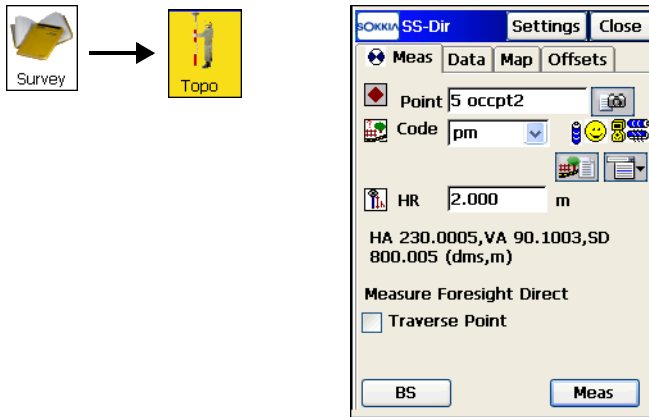 Survey
Topo
SOKKIA SS-Dir Settings Close
Meas Data Map Offsets
Point 5 occpt2
Code pm
HR 2.000 m
HA 230.0005,VA 90.1003,SD
800.005 (dms,m)
Measure Foresight Direct
Traverse Point
BS Meas